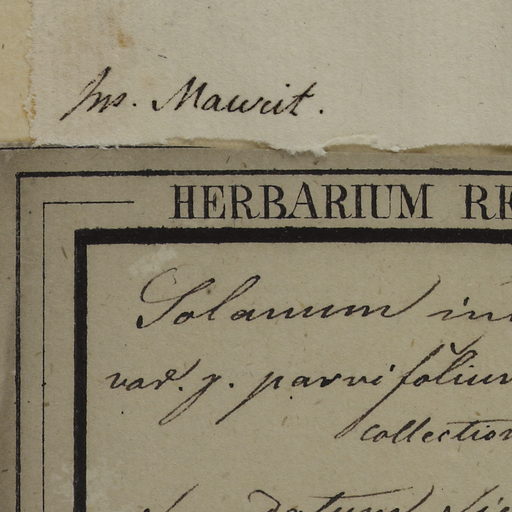 Ins. Maurit.
HERBARIUM RE
Solanum in
var. g. parvifolium
collection
datum